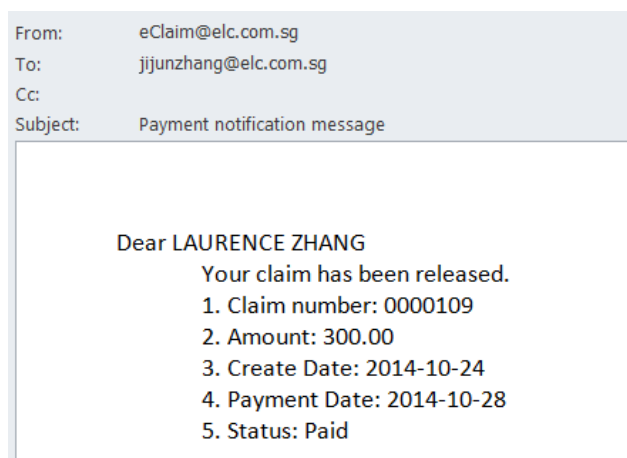 From: eClaim@elc.com.sg
To: jijunzhang@elc.com.sg
Cc:
Subject: Payment notification message
Dear LAURENCE ZHANG
Your claim has been released.
1. Claim number: 0000109
2. Amount: 300.00
3. Create Date: 2014-10-24
4. Payment Date: 2014-10-28
5. Status: Paid